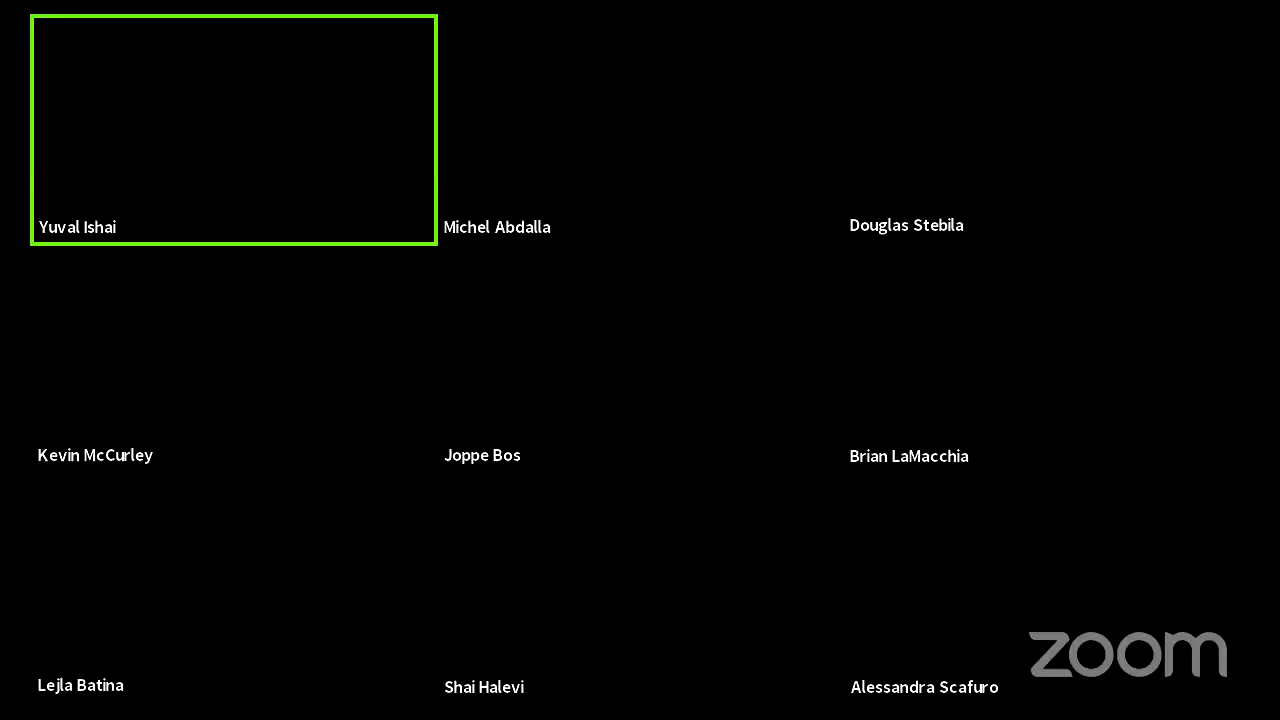 Yuval Ishai
Michel Abdalla
Douglas Stebila
Kevin McCurley
Joppe Bos
Brian LaMacchia
Lejla Batina
Shai Halevi
Alessandra Scafuro
zoom